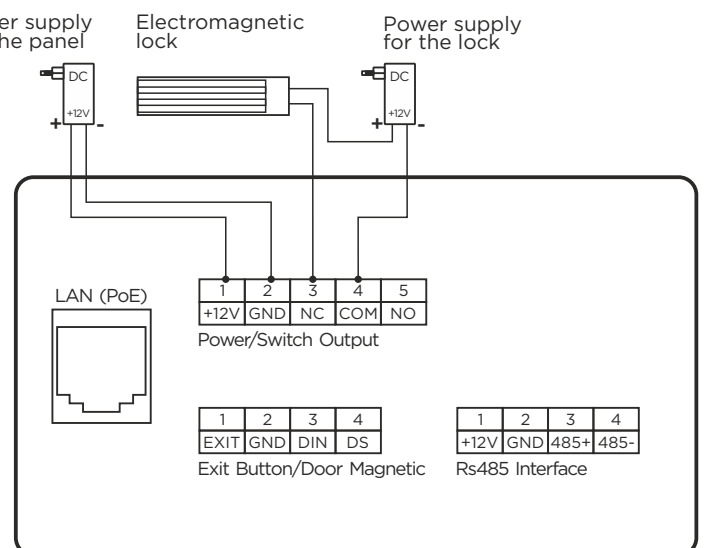 er supply
he panel
Electromagnetic
lock
Power supply
for the lock
DC
+12V
+ -
DC
+12V
+ -
LAN (PoE)
1 2 3 4 5
+12V GND NC COM NO
Power/Switch Output
1 2 3 4
EXIT GND DIN DS
Exit Button/Door Magnetic
1 2 3 4
+12V GND 485+ 485-
Rs485 Interface